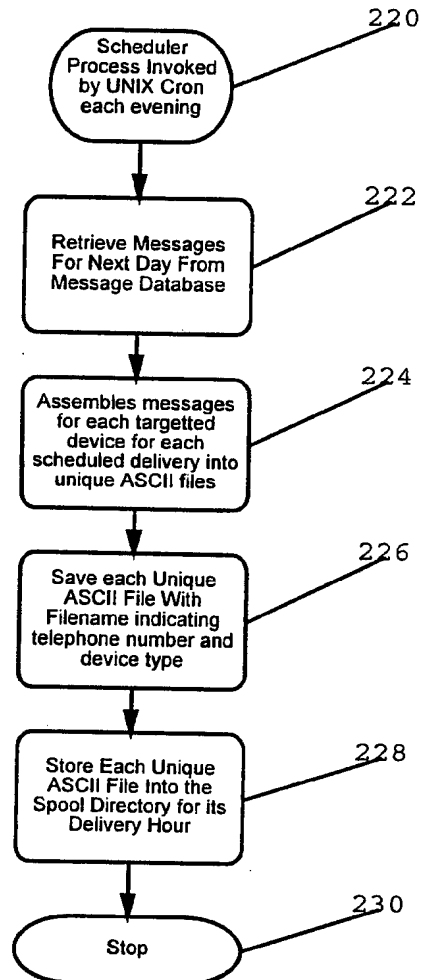 220
Scheduler
Process Invoked
by UNIX Cron
each evening
222
Retrieve Messages
For Next Day From
Message Database
224
Assembles messages
for each targetted
device for each
scheduled delivery into
unique ASCII files
226
Save each Unique
ASCII File With
Filename indicating
telephone number and
device type
228
Store Each Unique
ASCII File Into the
Spool Directory for its
Delivery Hour
230
Stop